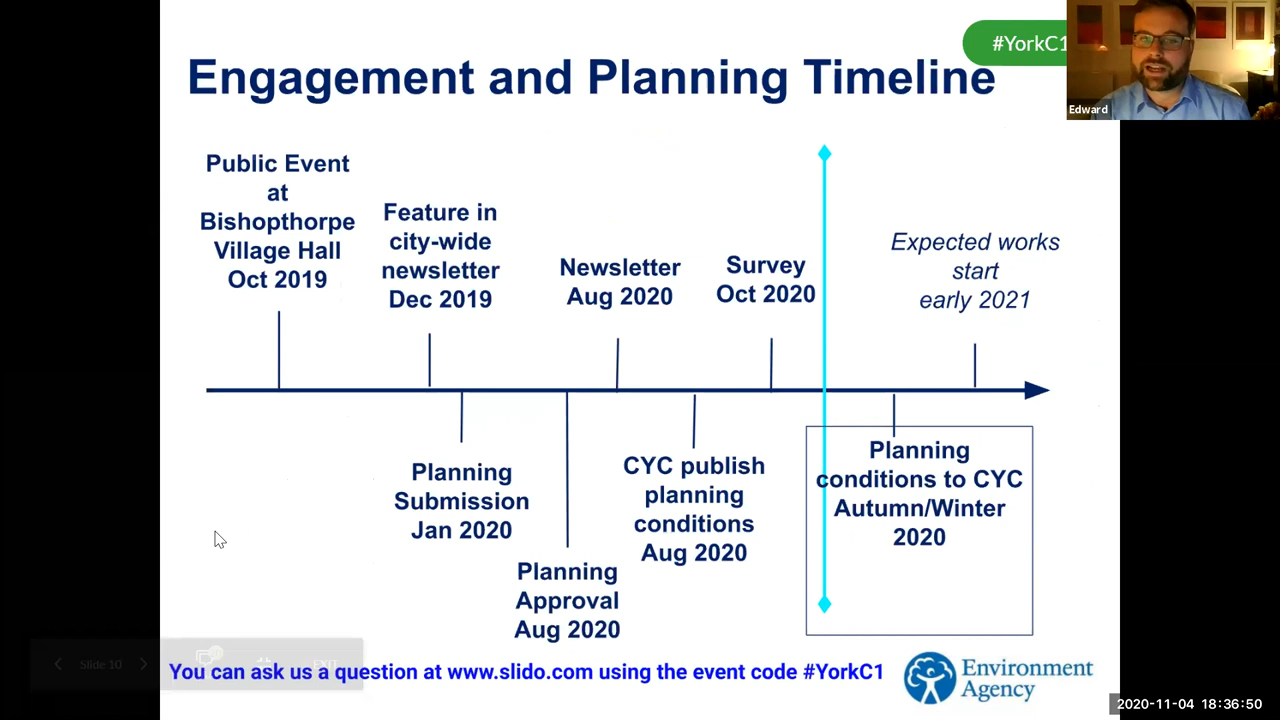 #YorkC1
Engagement and Planning Timeline
Edward
Public Event
at
Bishopthorpe
Village Hall
Oct 2019
Feature in
city-wide
newsletter
Dec 2019
Newsletter
Aug 2020
Survey
Oct 2020
Expected works
start
early 2021
Planning
Submission
Jan 2020
Planning
Approval
Aug 2020
CYC publish
planning
conditions
Aug 2020
Planning
conditions to CYC
Autumn/Winter
2020
Slide 10
EXIT
You can ask us a question at www.slido.com using the event code #YorkC1
Environment
Agency
2020-11-04 18:36:50